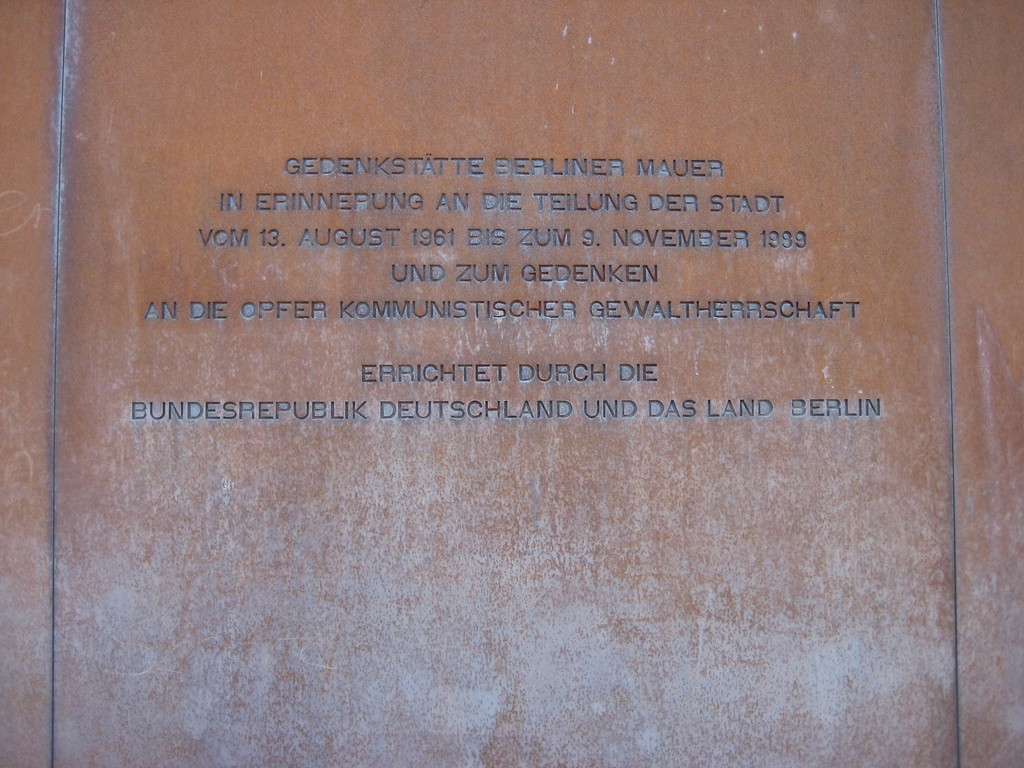 GEDENKSTÄTTE BERLINER MAUER
IN ERINNERUNG AN DIE TEILUNG DER STADT
VOM 13. AUGUST 1961 BIS ZUM 9. NOVEMBER 1989
UND ZUM GEDENKEN
AN DIE OPFER KOMMUNISTISCHER GEWALTHERRSCHAFT
ERRICHTET DURCH DIE
BUNDESREPUBLIK DEUTSCHLAND UND DAS LAND BERLIN